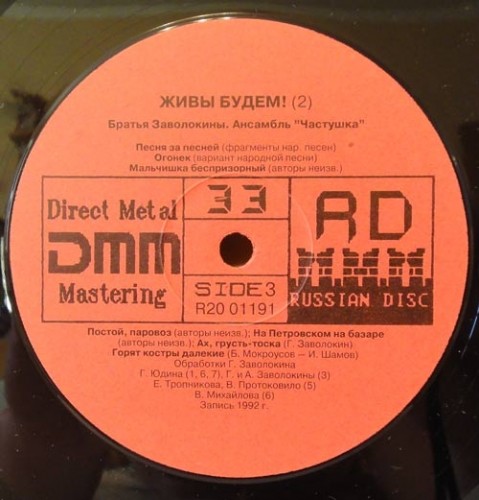 ЖИВЫ БУДЕМ! (2)
Братья Заволокины. Ансамбль "Частушка"
Песня за песней (фрагменты нар. песен)
Огонек (вариант народной песни)
Мальчишка беспризорный (авторы неизв.)
Direct Metal
DMM
Mastering
33
SIDE 3
R20 01191
RD
RUSSIAN DISC
Постой, паровоз (авторы неизв.); На Петровском на базаре
(авторы неизв.); Ах, грусть-тоска (Г. Заволокин)
Горят костры далекие (Б. Мокроусов — И. Шамов)
Обработки Г. Заволокина
Г. Юдина (1, 6, 7), Г. и А. Заволокины (3)
Е. Тропникова, В. Протоковило (5)
В. Михайлова (6)
Запись 1992 г.